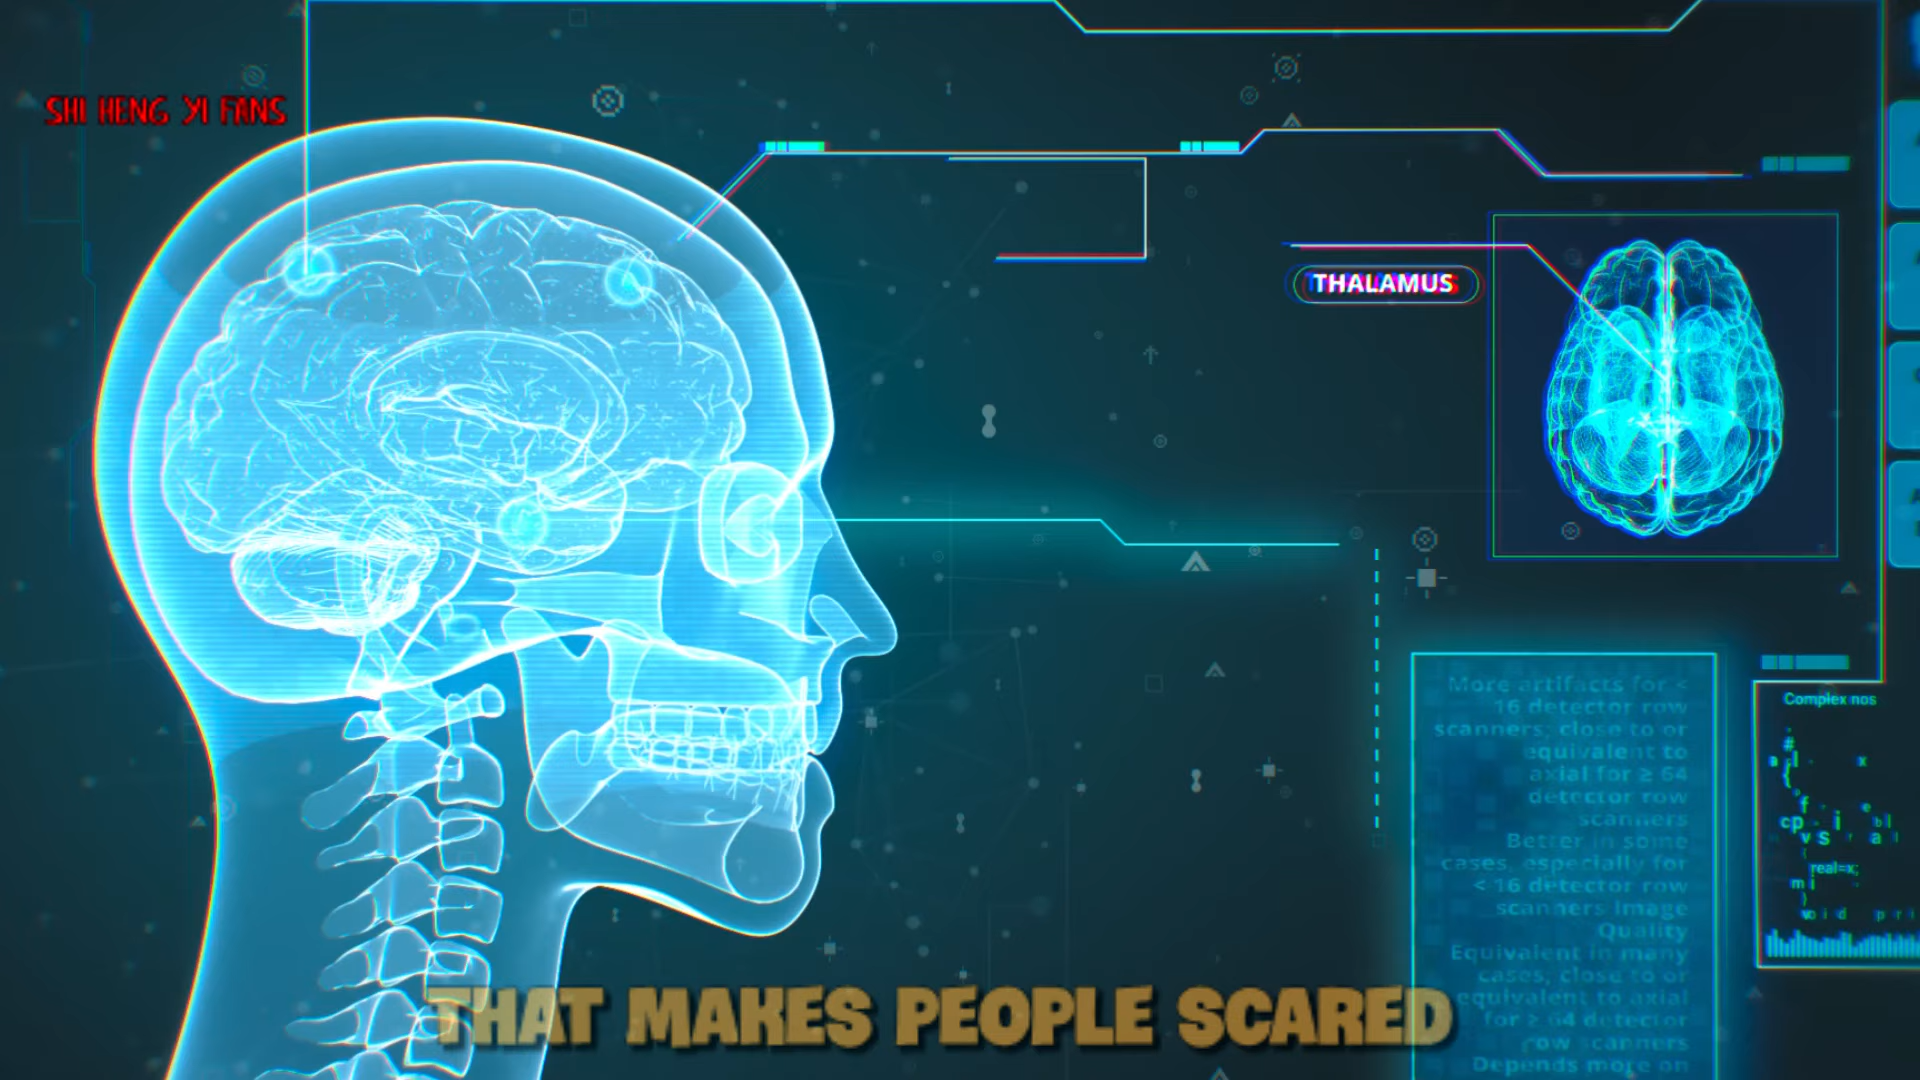 SHI HENG YI FANS
THALAMUS
More artifacts for <
16 detector row
scanners; close to or
equivalent to
axial for ≥ 64
detector row
scanners
Better in some
cases, especially for
< 16 detector row
scanners Image
Quality
Equivalent in many
cases; close to or
equivalent to axial
for ≥ 64 detector
row scanners
Depends more on
Complex nos
real=x;
THAT MAKES PEOPLE SCARED